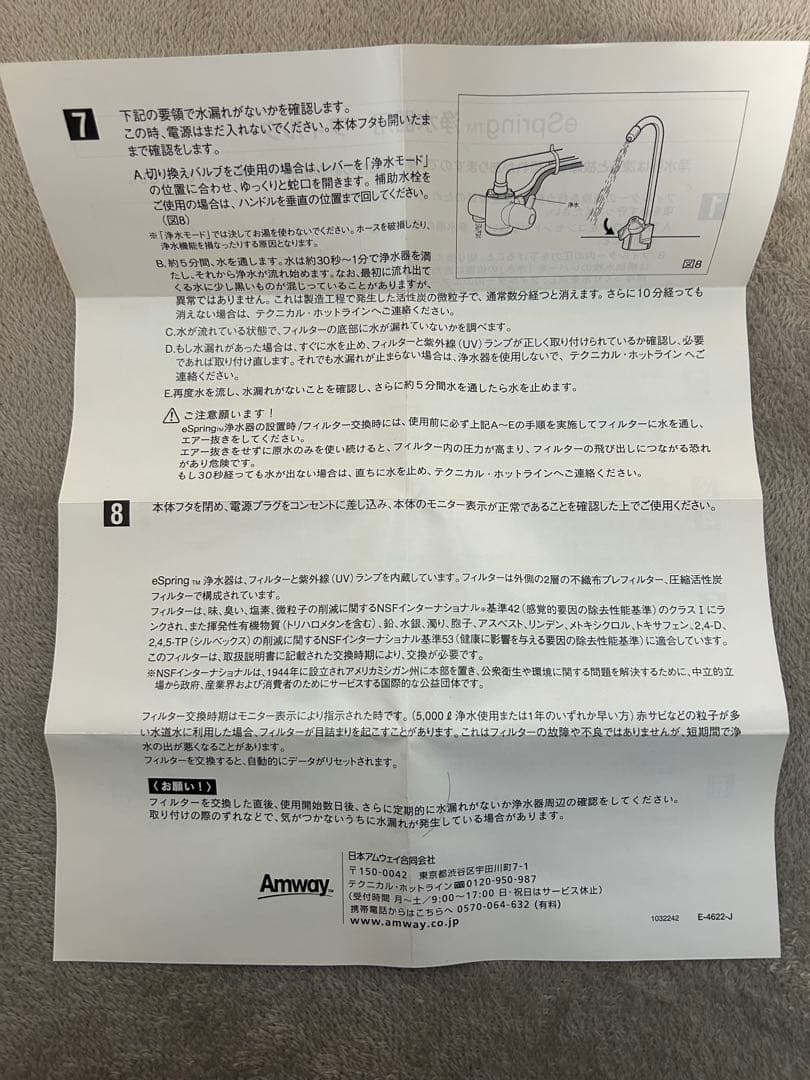 7
下記の要領で水漏れがないかを確認します。
この時、電源はまだ入れないでください。本体フタも開いたま
まで確認をします。
A.切り換えバルブをご使用の場合は、レバーを「浄水モード」
の位置に合わせ、ゆっくりと蛇口を開きます。補助水栓を
ご使用の場合は、ハンドルを垂直の位置まで回してください。
(図8)
※「浄水モード」では決してお湯を使わないでください。ホースを破損したり、
浄水機能を損なったりする原因となります。
浄水
図8
B.約5分間、水を通します。水は約30秒~1分で浄水器を満
たし、それから浄水が流れ始めます。なお、最初に流れ出て
くる水に少し黒いものが混じっていることがありますが、
異常ではありません。これは製造工程で発生した活性炭の微粒子で、通常数分経つと消えます。さらに10分経っても
消えない場合は、テクニカル・ホットラインへご連絡ください。
C.水が流れている状態で、フィルターの底部に水が漏れていないかを調べます。
D.もし水漏れがあった場合は、すぐに水を止め、フィルターと紫外線(UV)ランプが正しく取り付けられているか確認し、必要
であれば取り付け直します。それでも水漏れが止まらない場合は、浄水器を使用しないで、テクニカル・ホットラインへご
連絡ください。
E.再度水を流し、水漏れがないことを確認し、さらに約5分間水を通したら水を止めます。
ご注意願います!
eSpring™浄水器の設置時/フィルター交換時には、使用前に必ず上記A~Eの手順を実施してフィルターに水を通し、
エアー抜きをしてください。
エアー抜きをせずに原水のみを使い続けると、フィルター内の圧力が高まり、フィルターの飛び出しにつながる恐れ
があり危険です。
もし30秒経っても水が出ない場合は、直ちに水を止め、テクニカル・ホットラインへご連絡ください。
8
本体フタを閉め、電源プラグをコンセントに差し込み、本体のモニター表示が正常であることを確認した上でご使用ください。
eSpring™浄水器は、フィルターと紫外線(UV)ランプを内蔵しています。フィルターは外側の2層の不織布プレフィルター、圧縮活性炭
フィルターで構成されています。
フィルターは、味、臭い、塩素、微粒子の削減に関するNSFインターナショナル®基準42(感覚的要因の除去性能基準)のクラスⅠにラ
ンクされ、また揮発性有機物質(トリハロメタンを含む)、鉛、水銀、濁り、胞子、アスベスト、リンデン、メトキシクロル、トキサフェン、2,4-D、
2,4,5-TP(シルベックス)の削減に関するNSFインターナショナル基準53(健康に影響を与える要因の除去性能基準)に適合しています。
このフィルターは、取扱説明書に記載された交換時期により、交換が必要です。
※NSFインターナショナルは、1944年に設立されアメリカミシガン州に本部を置き、公衆衛生や環境に関する問題を解決するために、中立的立
場から政府、産業界および消費者のためにサービスする国際的な公益団体です。
フィルター交換時期はモニター表示により指示された時です。(5,000ℓ浄水使用または1年のいずれか早い方)赤サビなどの粒子が多
い水道水に利用した場合、フィルターが目詰まりを起こすことがあります。これはフィルターの故障や不良ではありませんが、短期間で浄
水の出が悪くなることがあります。
フィルターを交換すると、自動的にデータがリセットされます。
〈お願い!〉
フィルターを交換した直後、使用開始数日後、さらに定期的に水漏れがないか浄水器周辺の確認をしてください。
取り付けの際のずれなどで、気がつかないうちに水漏れが発生している場合があります。
Amway™
日本アムウェイ合同会社
〒150-0042 東京都渋谷区宇田川町7-1
テクニカル・ホットライン 0120-950-987
(受付時間 月~土/9:00~17:00 日・祝日はサービス休止)
携帯電話からはこちらへ 0570-064-632 (有料)
www.amway.co.jp
1032242 E-4622-J